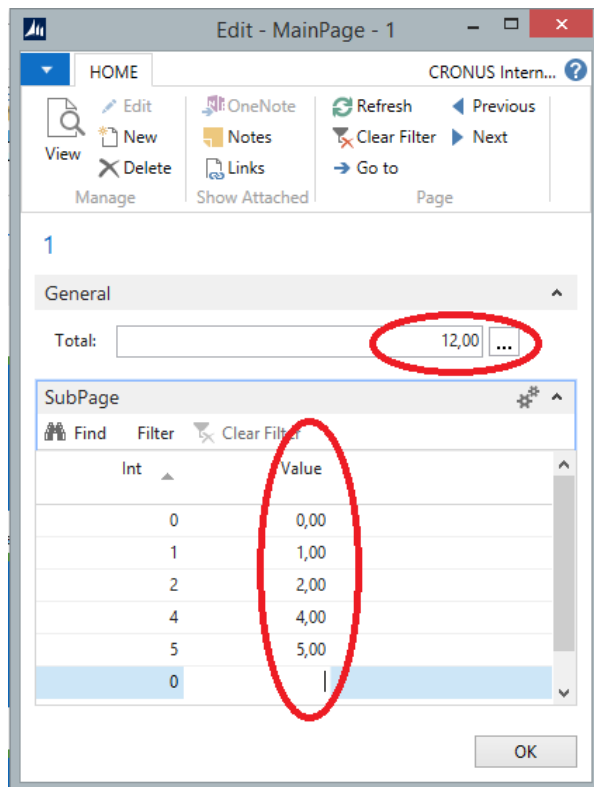 Edit - MainPage - 1
HOME
CRONUS Intern... ?
View
Edit
New
Delete
Manage
OneNote
Notes
Links
Show Attached
Refresh
Clear Filter
Go to
Previous
Next
Page
1
General
Total: 12,00 ...
SubPage
Find Filter Clear Filter
Int Value
0 0,00
1 1,00
2 2,00
4 4,00
5 5,00
0
OK